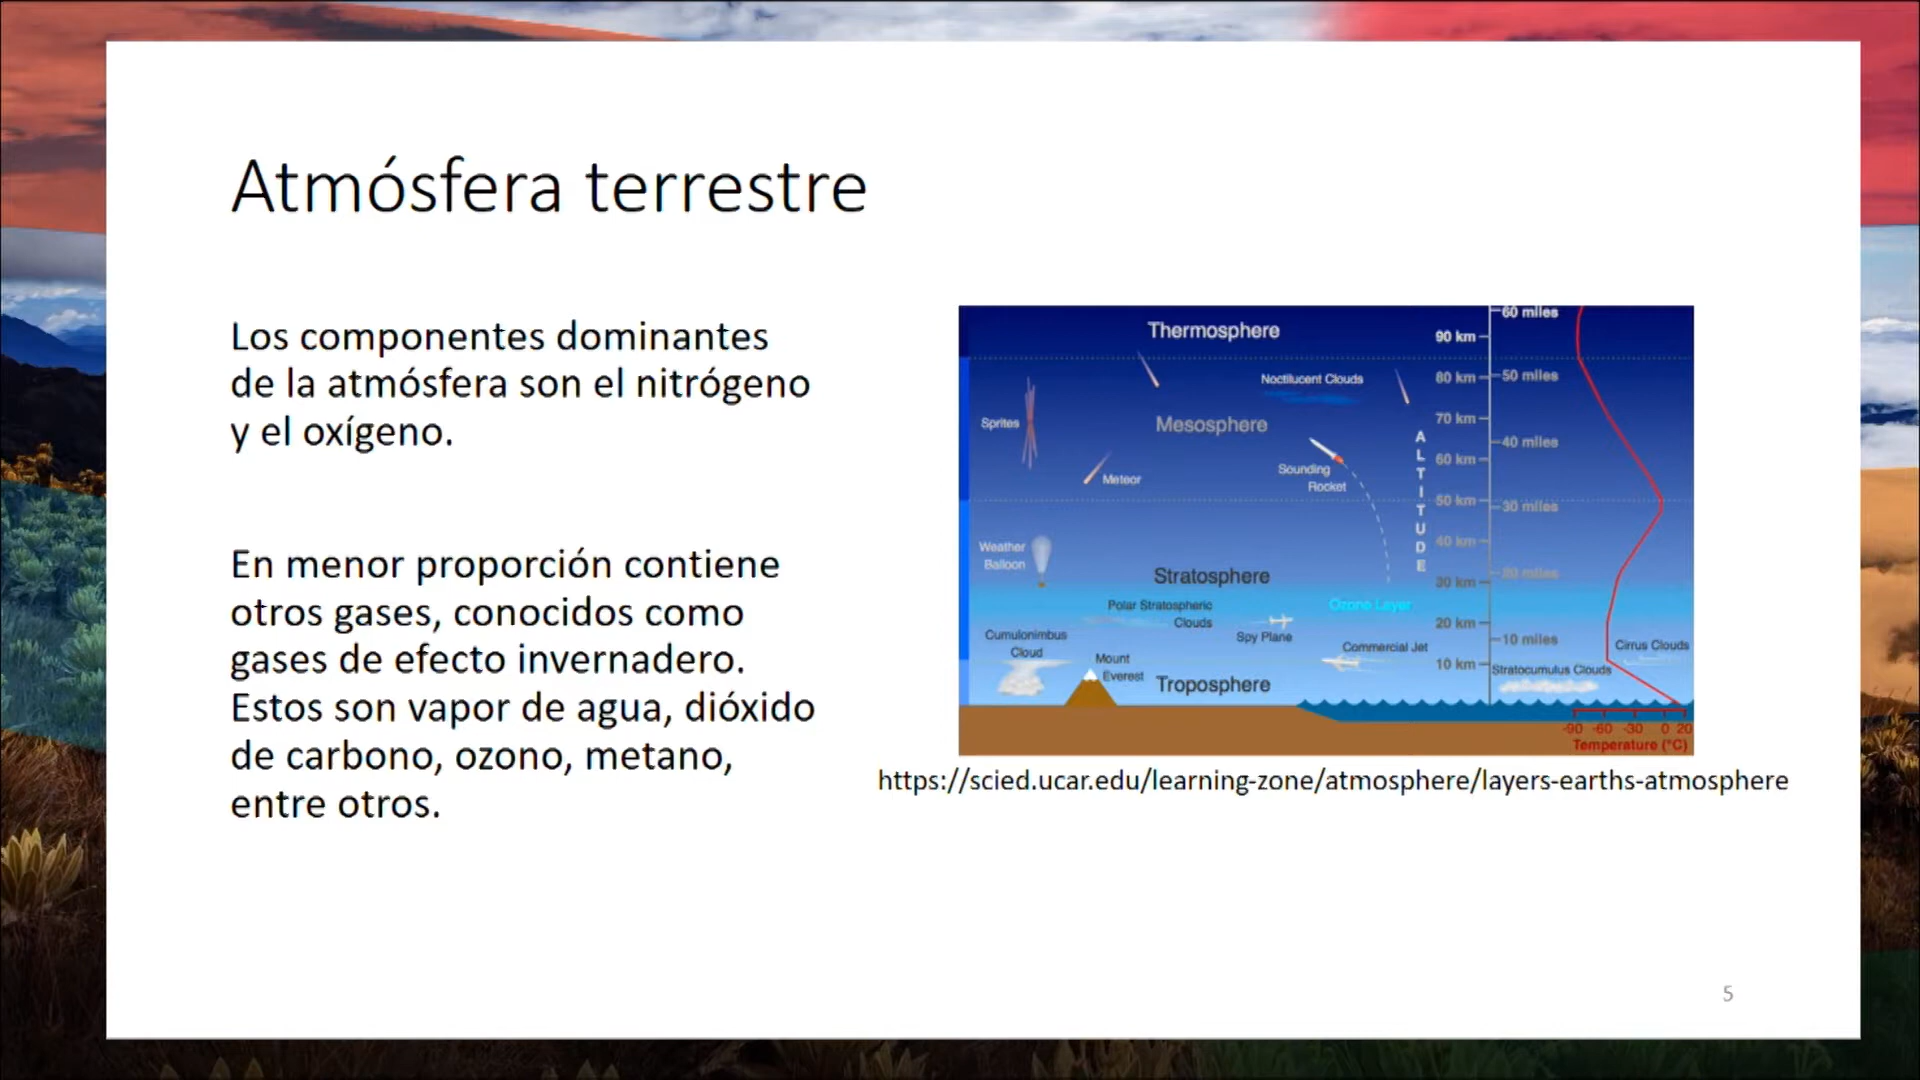 Atmósfera terrestre
Los componentes dominantes
de la atmósfera son el nitrógeno
y el oxígeno.
En menor proporción contiene
otros gases, conocidos como
gases de efecto invernadero.
Estos son vapor de agua, dióxido
de carbono, ozono, metano,
entre otros.
Thermosphere
Noctilucent Clouds
Sprites
Mesosphere
Meteor
Sounding
Rocket
Weather
Balloon
Stratosphere
Polar Stratospheric
Clouds
Ozone Layer
Spy Plane
Cumulonimbus
Cloud
Commercial Jet
Mount
Everest
Troposphere
ALTITUDE
60 miles
90 km
80 km
50 miles
70 km
40 miles
60 km
50 km
30 miles
40 km
20 miles
30 km
20 km
10 miles
10 km
Cirrus Clouds
Stratocumulus Clouds
-90 -60 -30 0 20
Temperature (°C)
https://scied.ucar.edu/learning-zone/atmosphere/layers-earths-atmosphere
5